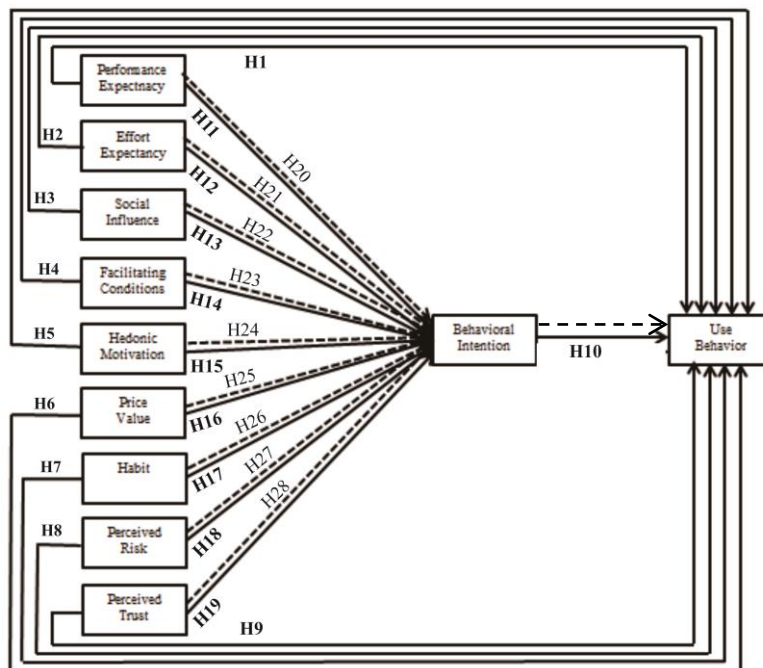 H1
Performance
Expectnacy
H11
H20
H2
Effort
Expectancy
H12
H21
H3
Social
Influence
H13
H22
H4
Facilitating
Conditions
H14
H23
H5
Hedonic
Motivation
H15
H24
Behavioral
Intention
H10
Use
Behavior
H6
Price
Value
H16
H25
H7
Habit
H17
H26
H8
Perceived
Risk
H18
H27
Perceived
Trust
H19
H28
H9